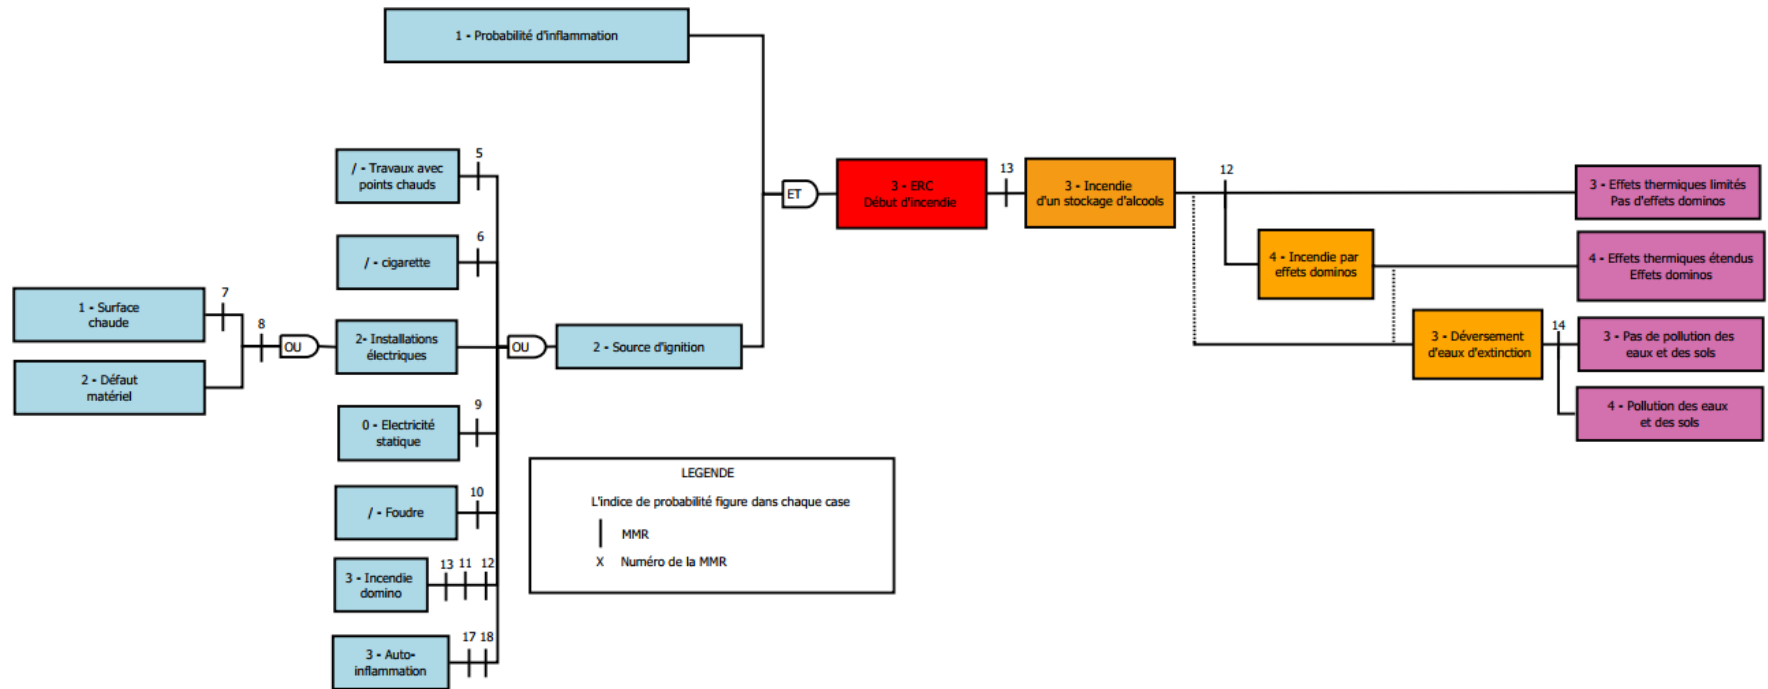 1 - Probabilité d'inflammation
/ - Travaux avec
points chauds
5
/ - cigarette
6
1 - Surface
chaude
7
2 - Défaut
matériel
8
OU
2- Installations
électriques
0 - Electricité
statique
9
/ - Foudre
10
3 - Incendie
domino
13 11 12
3 - Auto-
inflammation
17 18
OU
2 - Source d'ignition
ET
3 - ERC
Début d'incendie
13
3 - Incendie
d'un stockage d'alcools
12
4 - Incendie par
effets dominos
3 - Déversement
d'eaux d'extinction
14
3 - Effets thermiques limités
Pas d'effets dominos
4 - Effets thermiques étendus
Effets dominos
3 - Pas de pollution des
eaux et des sols
4 - Pollution des eaux
et des sols
LEGENDE
L'indice de probabilité figure dans chaque case
MMR
X Numéro de la MMR